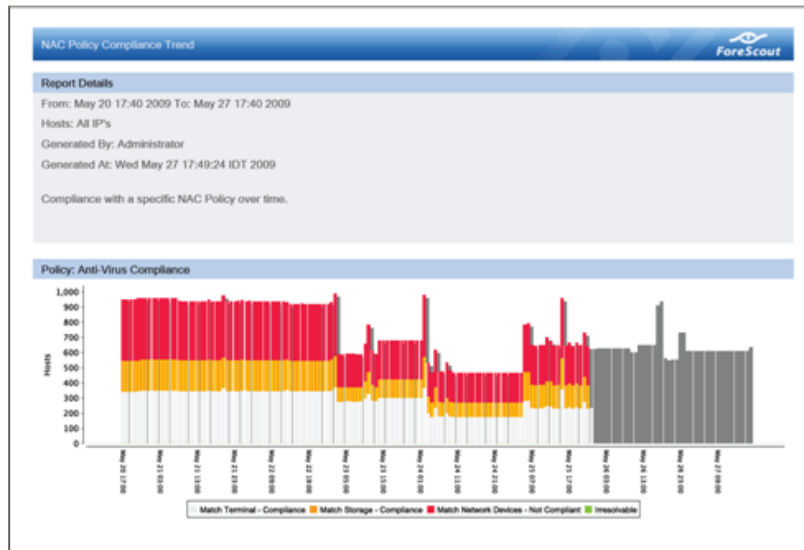 NAC Policy Compliance Trend
ForeScout
Report Details
From: May 20 17:40 2009 To: May 27 17:40 2009
Hosts: All IP's
Generated By: Administrator
Generated At: Wed May 27 17:49:24 IDT 2009
Compliance with a specific NAC Policy over time.
Policy: Anti-Virus Compliance
1,000
900
800
700
600
500
400
300
200
100
0
Hosts
May 20 17:00
May 21 03:00
May 21 13:00
May 21 23:00
May 22 09:00
May 22 19:00
May 23 05:00
May 23 15:00
May 24 01:00
May 24 11:00
May 24 21:00
May 25 07:00
May 25 17:00
May 26 03:00
May 26 13:00
May 26 23:00
May 27 09:00
Match Terminal - Compliance Match Storage - Compliance Match Network Devices - Not Compliant Irresolvable